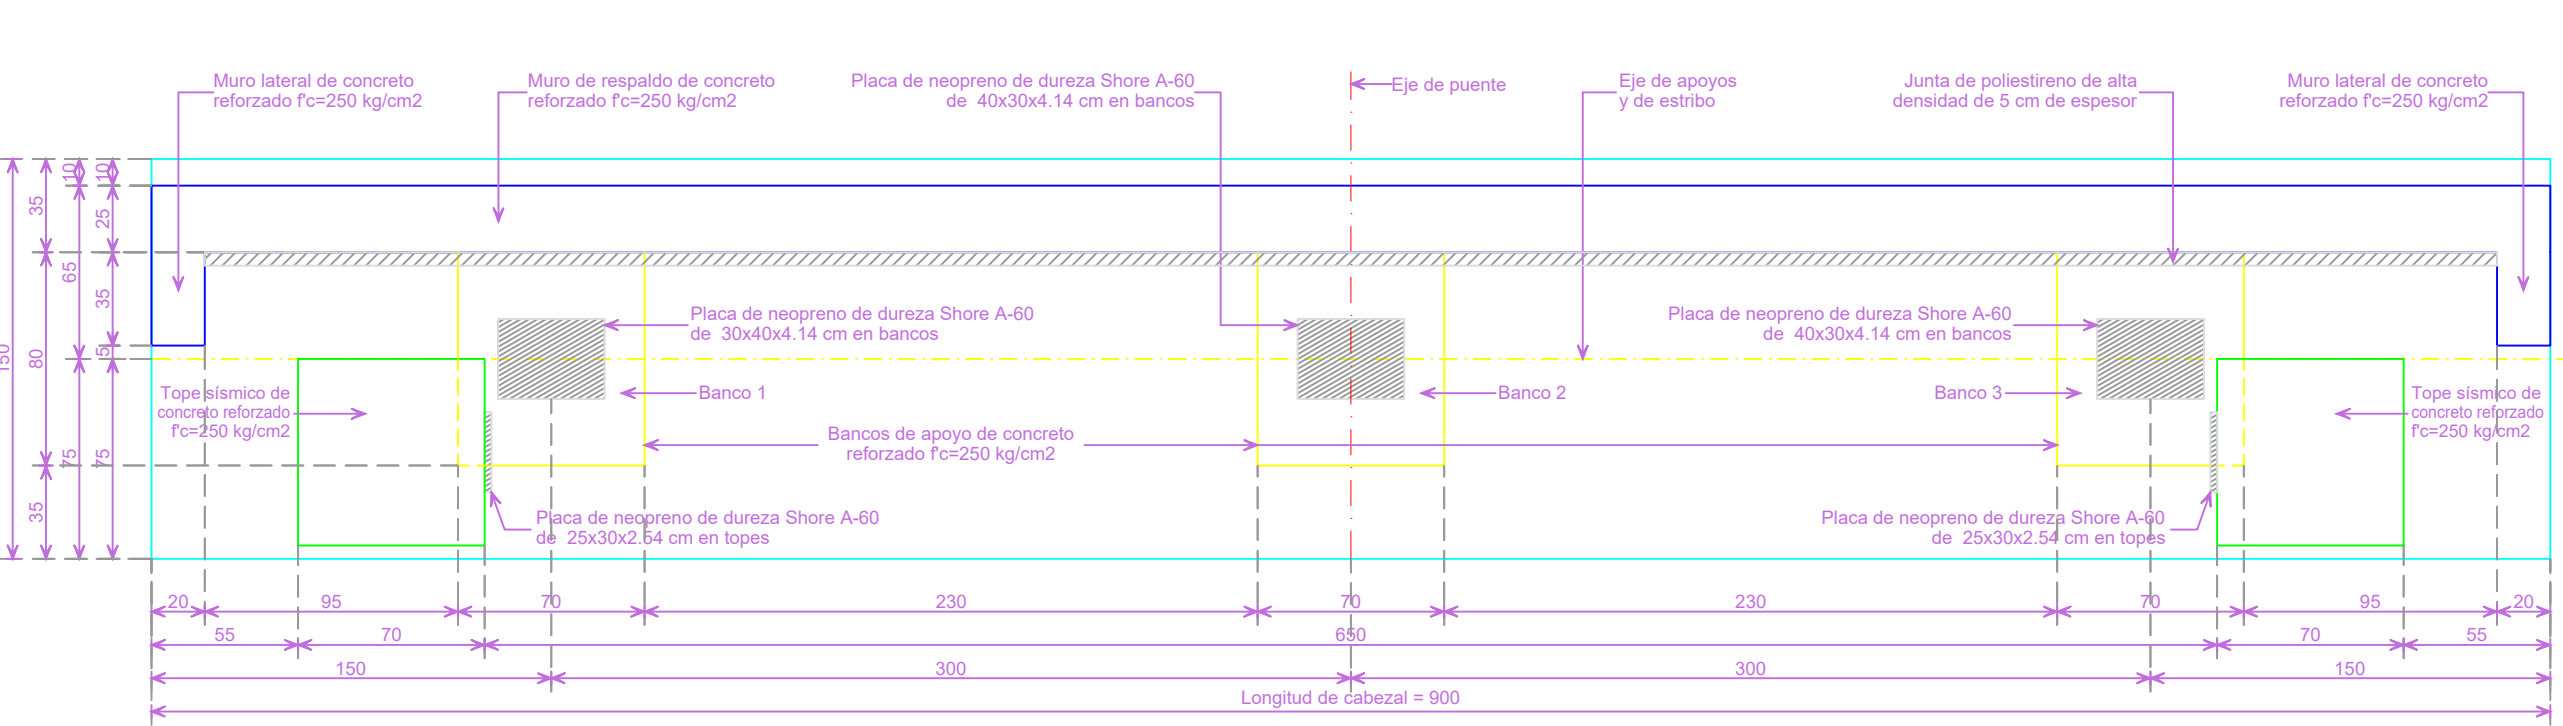 Muro lateral de concreto
reforzado f'c=250 kg/cm2
Muro de respaldo de concreto
reforzado f'c=250 kg/cm2
Placa de neopreno de dureza Shore A-60
de 40x30x4.14 cm en bancos
Eje de puente
Eje de apoyos
y de estribo
Junta de poliestireno de alta
densidad de 5 cm de espesor
Muro lateral de concreto
reforzado f'c=250 kg/cm2
10
10
35
25
65
35
5
150
80
75
75
35
Placa de neopreno de dureza Shore A-60
de 30x40x4.14 cm en bancos
Placa de neopreno de dureza Shore A-60
de 40x30x4.14 cm en bancos
Tope sísmico de
concreto reforzado
f'c=250 kg/cm2
Banco 1
Banco 2
Banco 3
Tope sísmico de
concreto reforzado
f'c=250 kg/cm2
Bancos de apoyo de concreto
reforzado f'c=250 kg/cm2
Placa de neopreno de dureza Shore A-60
de 25x30x2.54 cm en topes
Placa de neopreno de dureza Shore A-60
de 25x30x2.54 cm en topes
20
95
70
230
70
230
70
95
20
55
70
650
70
55
150
300
300
150
Longitud de cabezal = 900